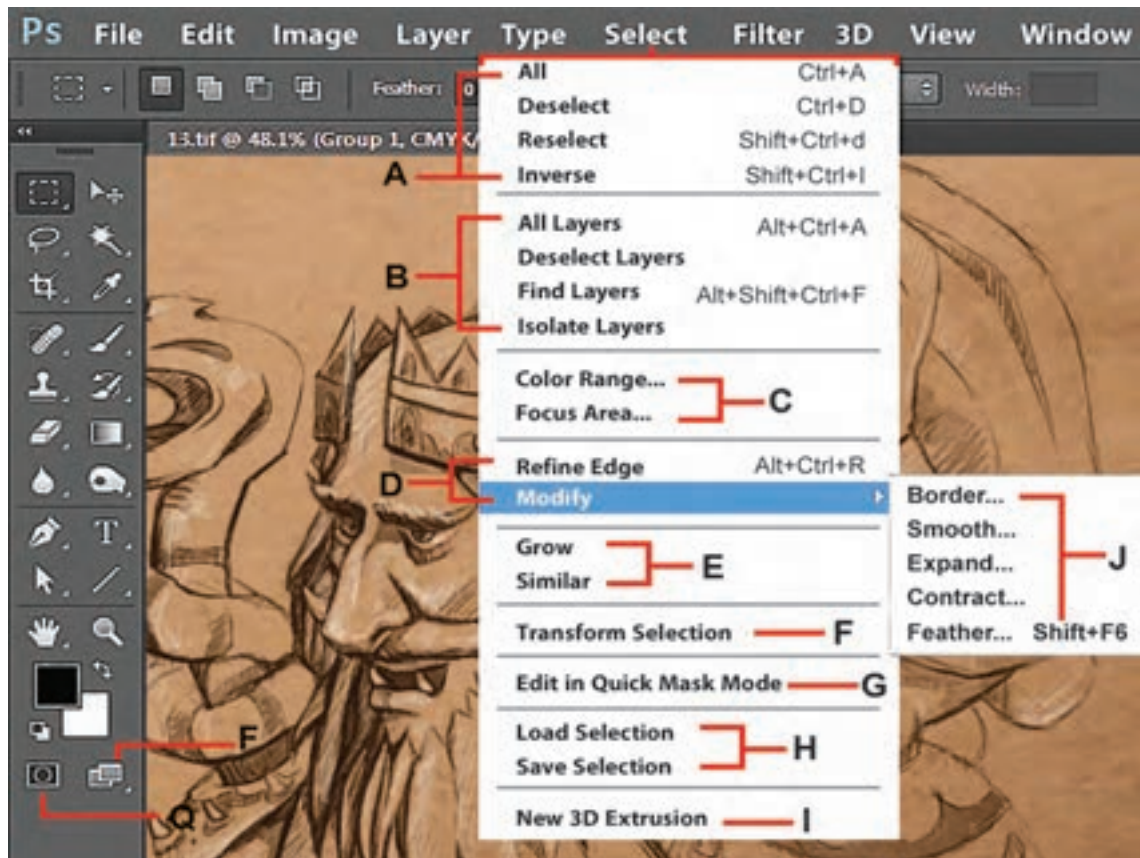 Ps File Edit Image Layer Type Select Filter 3D View Window
Feather: 0 Width:
13.tif @ 48.1% (Group 1, CMYK/
All Ctrl+A
Deselect Ctrl+D
Reselect Shift+Ctrl+d
A
Inverse Shift+Ctrl+I
All Layers Alt+Ctrl+A
Deselect Layers
B
Find Layers Alt+Shift+Ctrl+F
Isolate Layers
Color Range...
C
Focus Area...
Refine Edge Alt+Ctrl+R
D
Modify
Border...
Smooth...
Expand...
J
Contract...
Feather... Shift+F6
Grow
E
Similar
Transform Selection F
Edit in Quick Mask Mode G
Load Selection
H
Save Selection
New 3D Extrusion I
T
F
Q